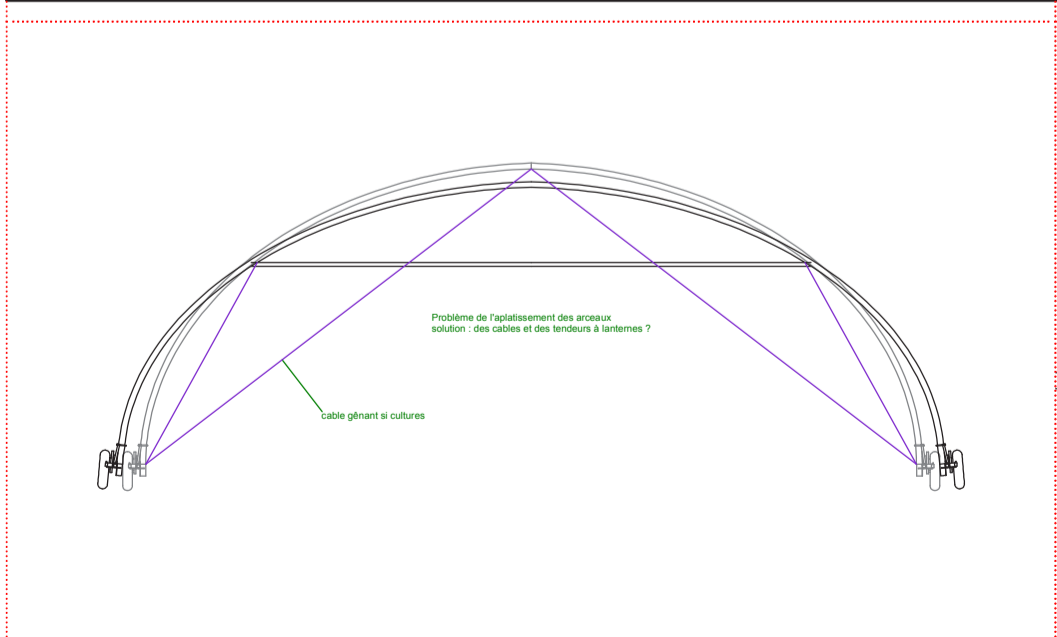 Problème de l'aplatissement des arceaux
solution : des cables et des tendeurs à lanternes ?
cable gênant si cultures